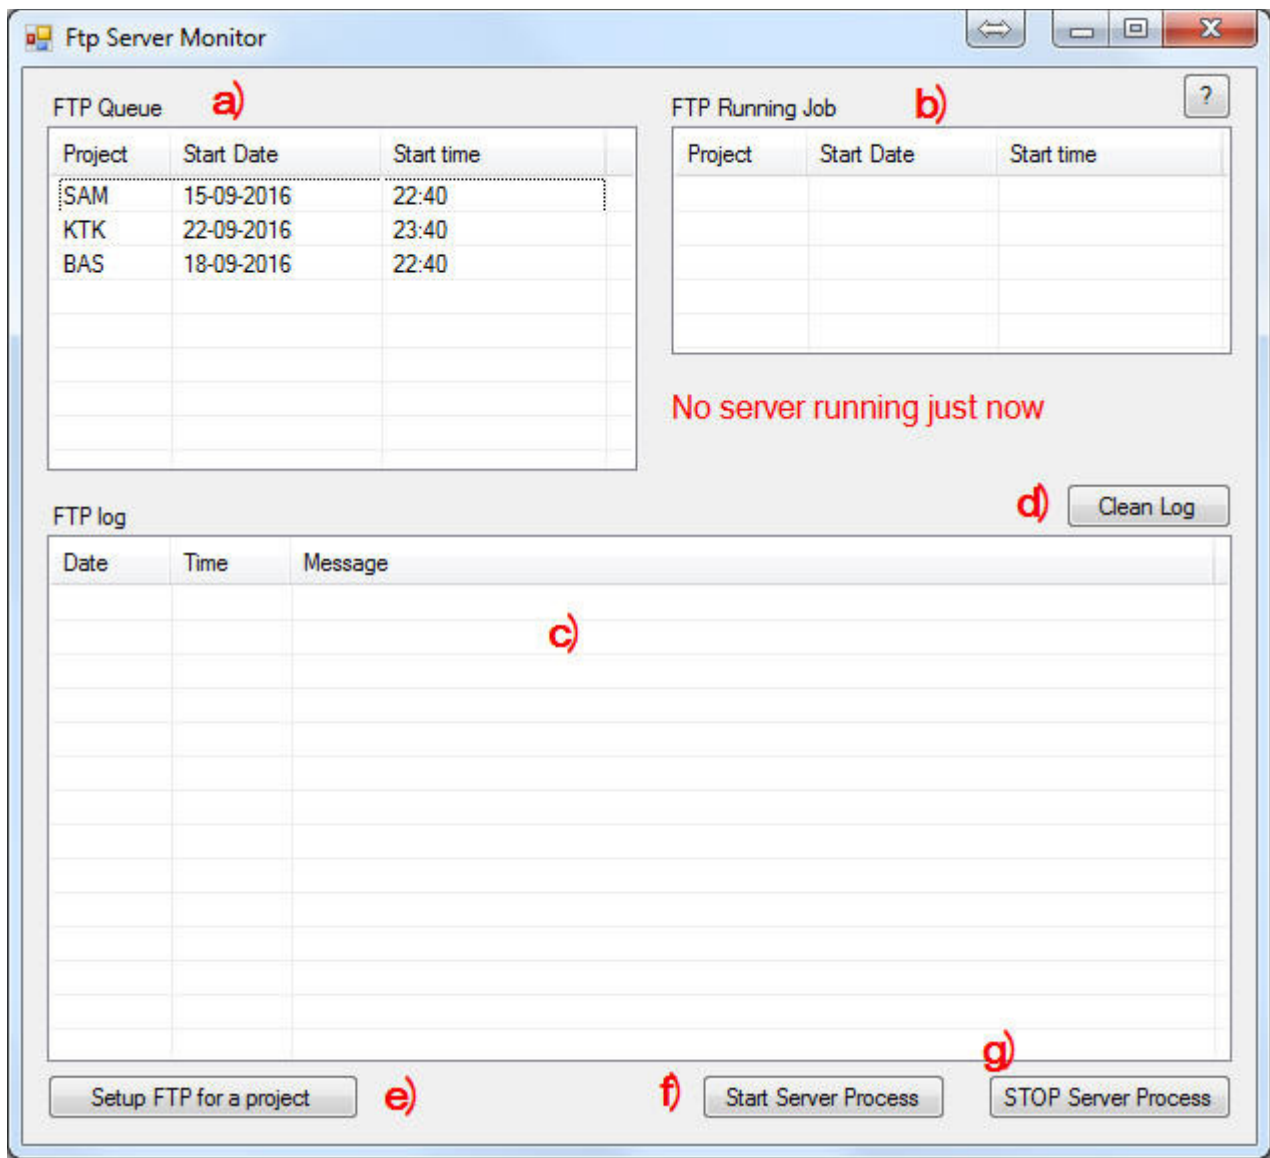 Ftp Server Monitor
FTP Queue a)
Project Start Date Start time
SAM 15-09-2016 22:40
KTK 22-09-2016 23:40
BAS 18-09-2016 22:40
FTP Running Job b) ?
Project Start Date Start time
No server running just now
FTP log d) Clean Log
Date Time Message
c)
Setup FTP for a project e) f) Start Server Process g) STOP Server Process